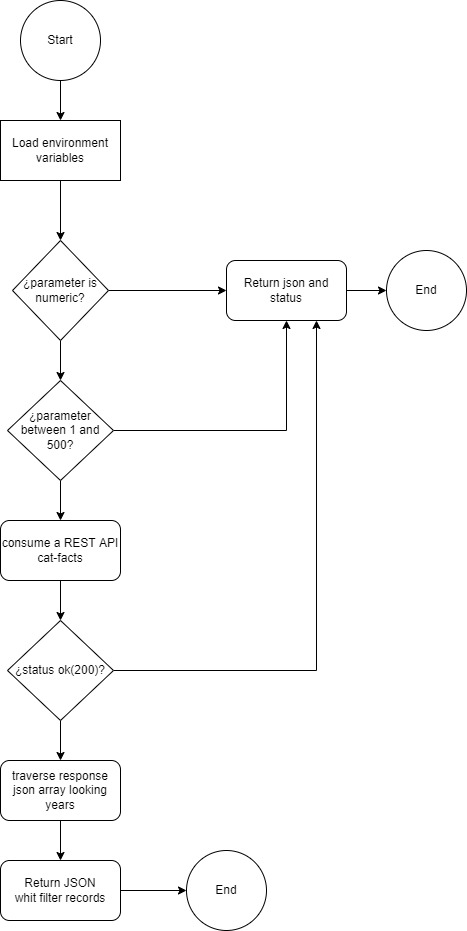 Start
Load environment
variables
¿parameter is
numeric?
Return json and
status
End
¿parameter
between 1 and
500?
consume a REST API
cat-facts
¿status ok(200)?
traverse response
json array looking
years
Return JSON
whit filter records
End